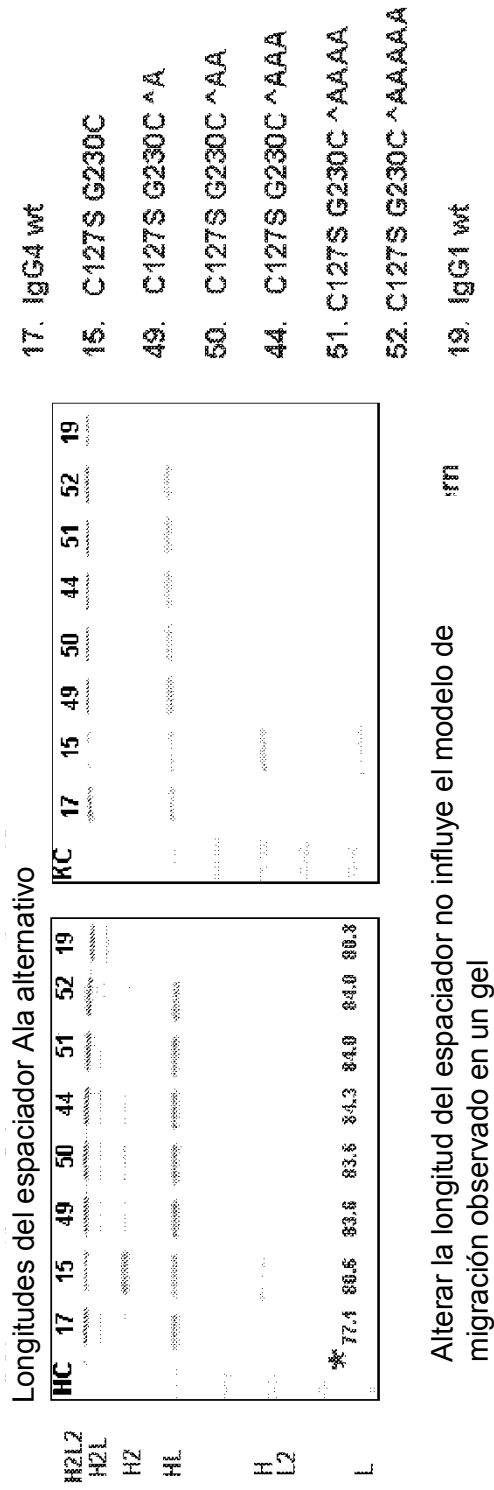 Longitudes del espaciador Ala alternativo
HC 17 15 49 50 44 51 52 19
KC 17 15 49 50 44 51 52 19
H2L2
H2L
H2
HL
H
L2
L
* 77.1 80.5 83.6 83.6 84.3 84.0 84.0 80.8
17. IgG4 wt
15. C127S G230C
49. C127S G230C ^A
50. C127S G230C ^AA
44. C127S G230C ^AAA
51. C127S G230C ^AAAA
52. C127S G230C ^AAAAA
19. IgG1 wt
Alterar la longitud del espaciador no influye el modelo de
migración observado en un gel